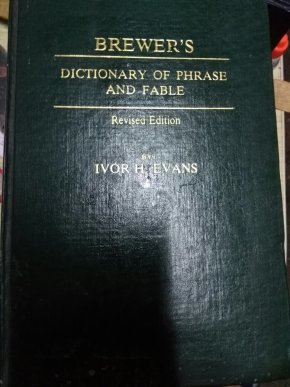 BREWER'S
DICTIONARY OF PHRASE
AND FABLE
Revised Edition
BY
IVOR H. EVANS